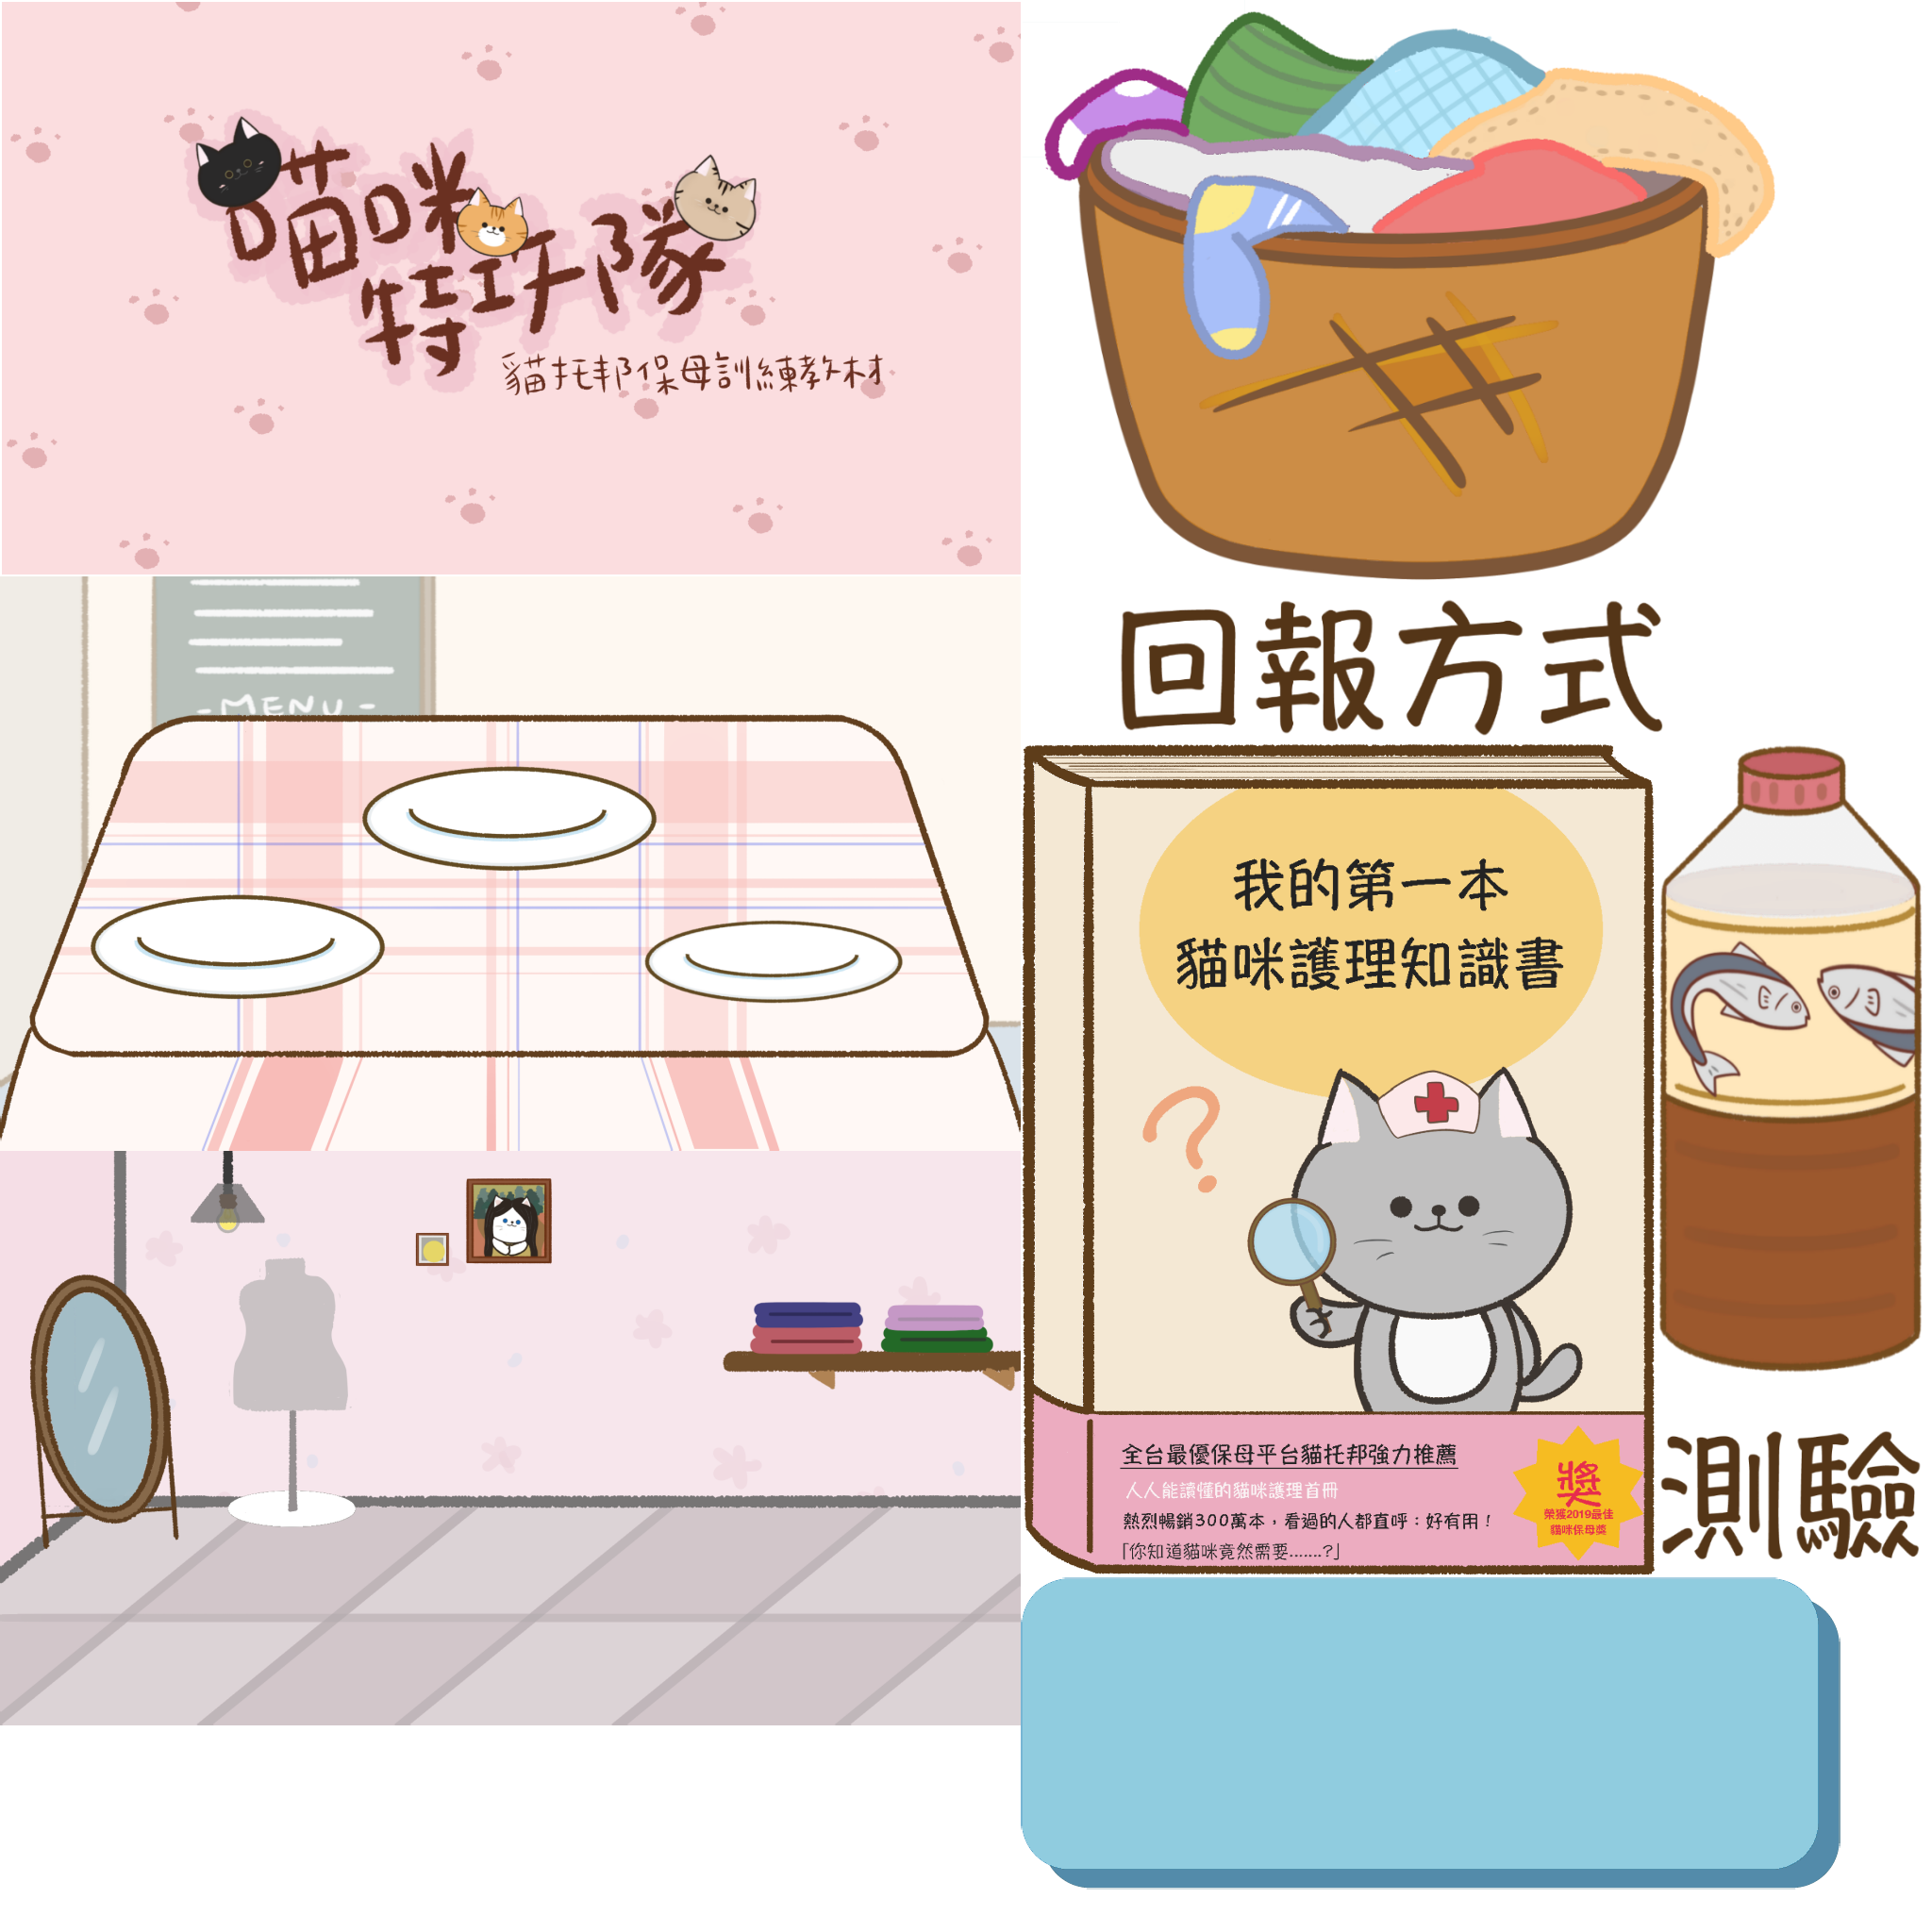 喵咪
特攻隊
貓托邦保母訓練教材
-MENU-
回報方式
我的第一本
貓咪護理知識書
全台最優保母平台貓托邦強力推薦
人人能讀懂的貓咪護理首冊
熱烈暢銷300萬本，看過的人都直呼：好有用！
「你知道貓咪竟然需要.......?」
獎
榮獲2019最佳
貓咪保母獎
測驗